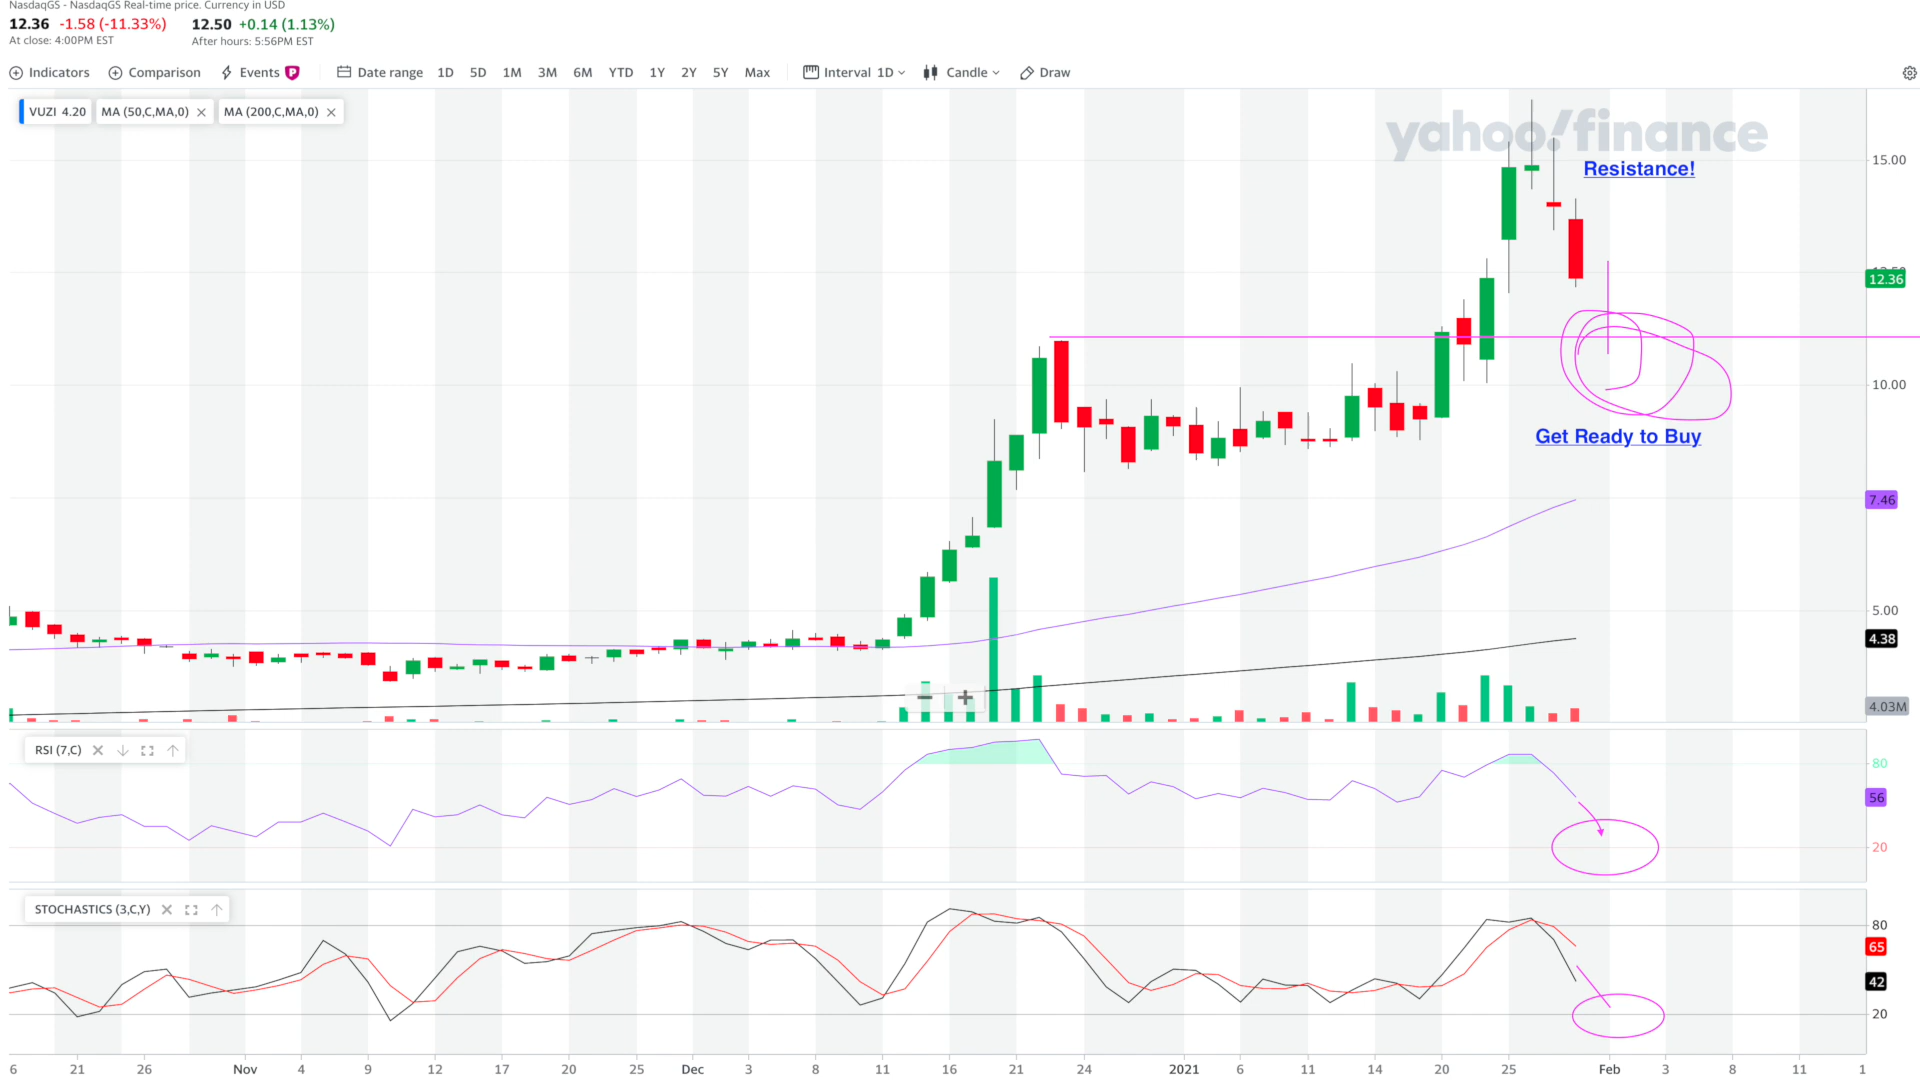 NasdaqGS - NasdaqGS Real-time price. Currency in USD
12.36 -1.58 (-11.33%) 12.50 +0.14 (1.13%)
At close: 4:00PM EST After hours: 5:56PM EST
Indicators Comparison Events P Date range 1D 5D 1M 3M 6M YTD 1Y 2Y 5Y Max Interval 1D Candle Draw
VUZI 4.20 MA (50,C,MA,0) MA (200,C,MA,0)
yahoo!finance
15.00
Resistance!
12.36
10.00
Get Ready to Buy
7.46
5.00
4.38
4.03M
RSI (7,C)
80
56
20
STOCHASTICS (3,C,Y)
80
65
42
20
6 21 26 Nov 4 9 12 17 20 25 Dec 3 8 11 16 21 24 2021 6 11 14 20 25 Feb 3 8 11 1